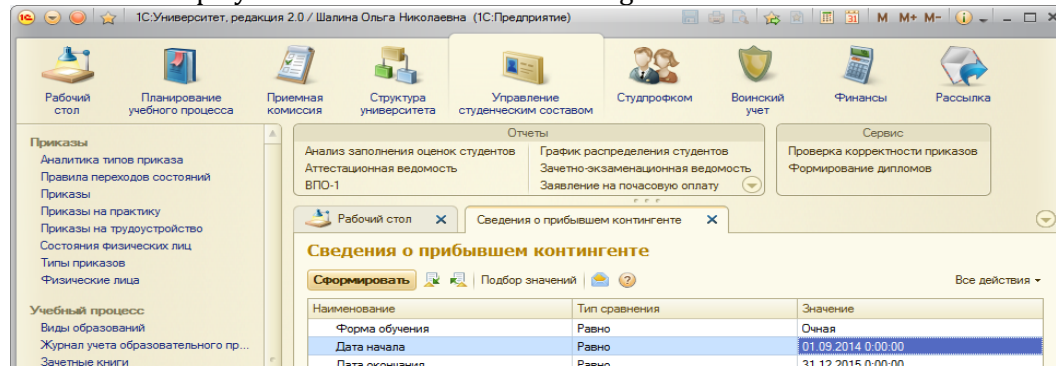 1С:Университет, редакция 2.0 / Шалина Ольга Николаевна (1С:Предприятие)
M M+ M-
Рабочий стол
Планирование учебного процесса
Приемная комиссия
Структура университета
Управление студенческим составом
Студпрофком
Воинский учет
Финансы
Рассылка
Приказы
Аналитика типов приказа
Правила переходов состояний
Приказы
Приказы на практику
Приказы на трудоустройство
Состояния физических лиц
Типы приказов
Физические лица
Учебный процесс
Виды образований
Журнал учета образовательного пр...
Зачетные книги
Отчеты
Анализ заполнения оценок студентов
График распределения студентов
Аттестационная ведомость
Зачетно-экзаменационная ведомость
ВПО-1
Заявление на почасовую оплату
Сервис
Проверка корректности приказов
Формирование дипломов
Рабочий стол
Сведения о прибывшем контингенте
Сведения о прибывшем контингенте
Сформировать
Подбор значений
Все действия
Наименование Тип сравнения Значение
Форма обучения Равно Очная
Дата начала Равно 01.09.2014 0:00:00
Дата окончания Равно 31.12.2015 0:00:00